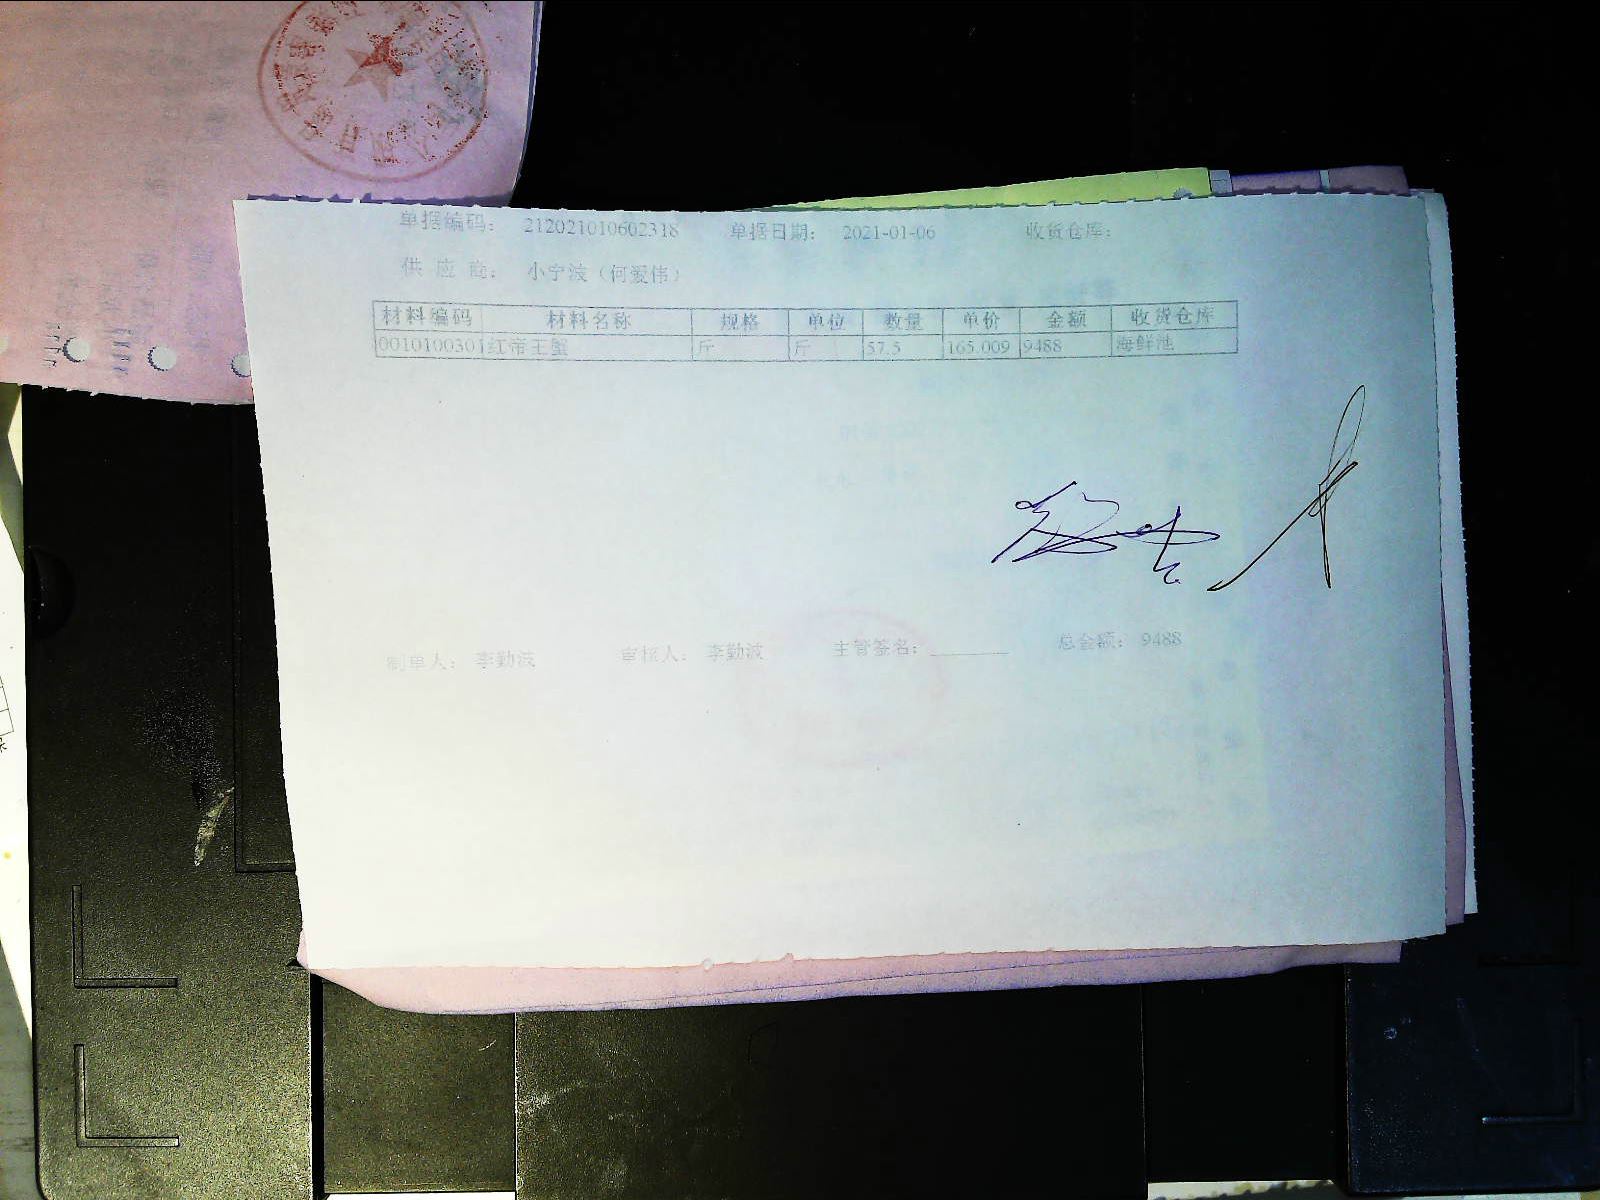 单据编码： 212021010602318 单据日期： 2021-01-06 收货仓库：
供 应 商： 小宁波（何爱伟）
材料编码 材料名称 规格 单位 数量 单价 金额 收货仓库
0010100301 红帝王蟹 斤 斤 57.5 165.009 9488 海鲜池
制单人： 李勤波 审核人： 李勤波 主管签名： 总金额： 9488